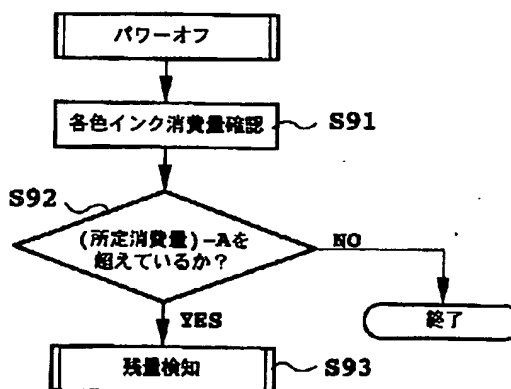 パワーオフ
各色インク消費量確認
S91
S92
(所定消費量)-Aを
超えているか?
NO
YES
終了
残量検知
S93